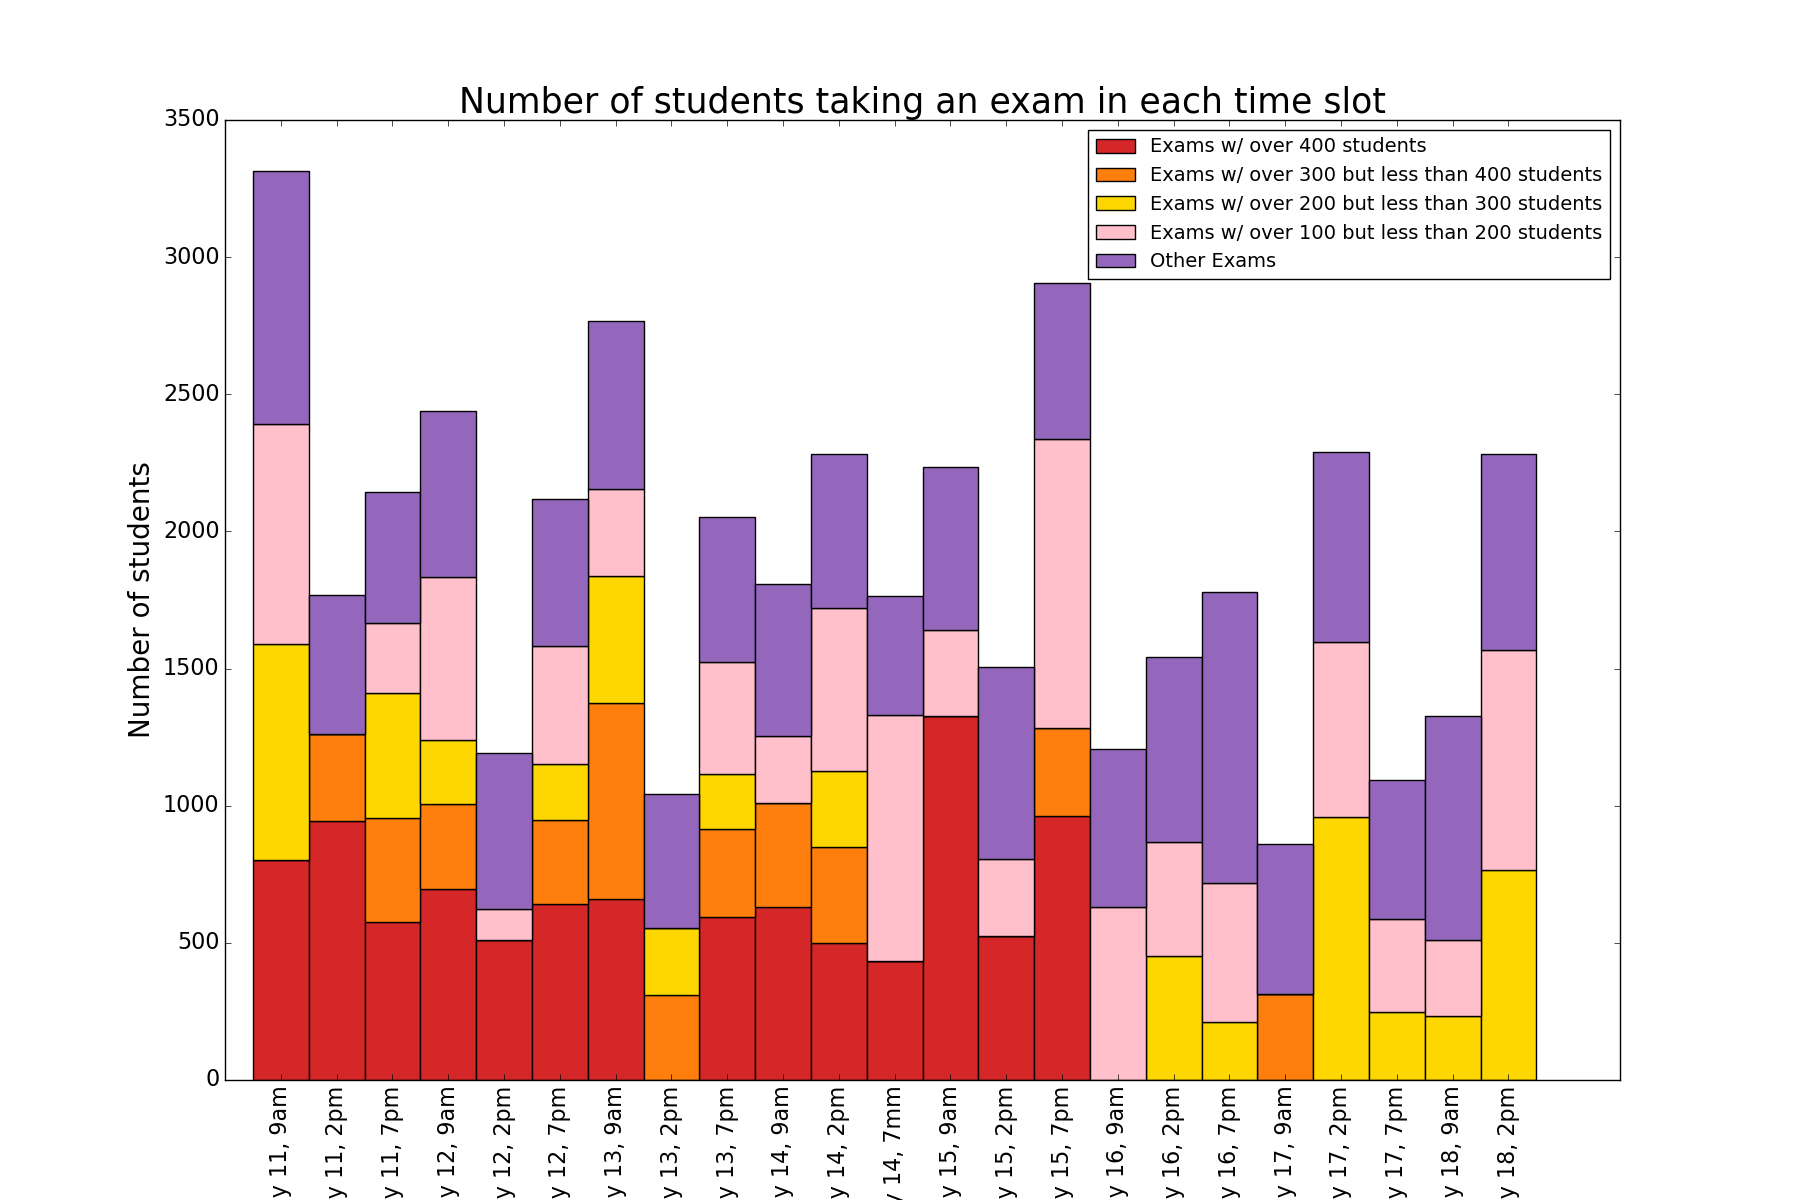 Number of students taking an exam in each time slot
Exams w/ over 400 students
Exams w/ over 300 but less than 400 students
Exams w/ over 200 but less than 300 students
Exams w/ over 100 but less than 200 students
Other Exams
Number of students
3500
3000
2500
2000
1500
1000
500
0
y 11, 9am
y 11, 2pm
y 11, 7pm
y 12, 9am
y 12, 2pm
y 12, 7pm
y 13, 9am
y 13, 2pm
y 13, 7pm
y 14, 9am
y 14, 2pm
y 14, 7mm
y 15, 9am
y 15, 2pm
y 15, 7pm
y 16, 9am
y 16, 2pm
y 16, 7pm
y 17, 9am
y 17, 2pm
y 17, 7pm
y 18, 9am
y 18, 2pm